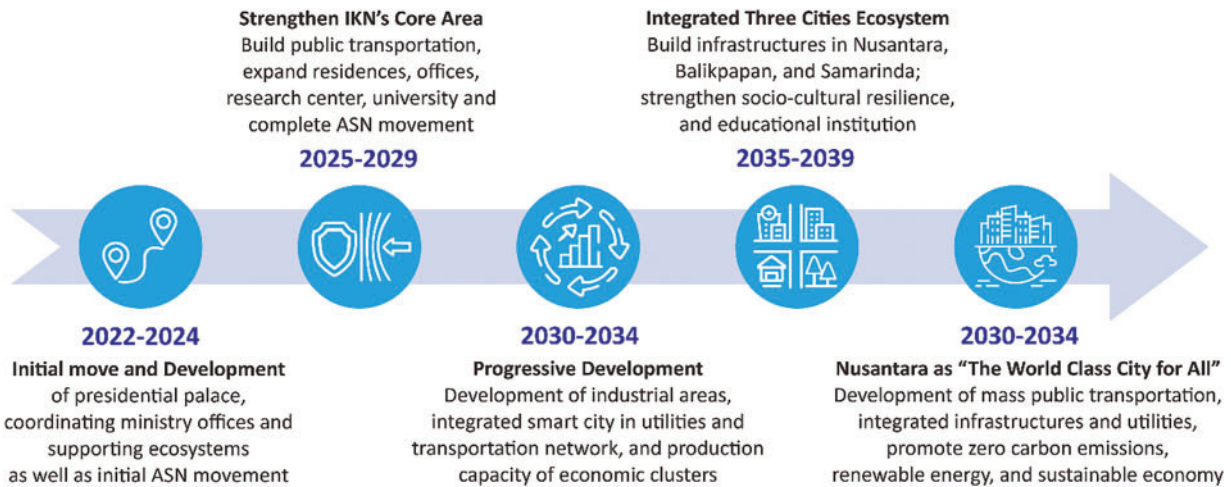 Strengthen IKN's Core Area
Build public transportation,
expand residences, offices,
research center, university and
complete ASN movement
2025-2029
Integrated Three Cities Ecosystem
Build infrastructures in Nusantara,
Balikpapan, and Samarinda;
strengthen socio-cultural resilience,
and educational institution
2035-2039
2022-2024
Initial move and Development
of presidential palace,
coordinating ministry offices and
supporting ecosystems
as well as initial ASN movement
2030-2034
Progressive Development
Development of industrial areas,
integrated smart city in utilities and
transportation network, and production
capacity of economic clusters
2030-2034
Nusantara as “The World Class City for All”
Development of mass public transportation,
integrated infrastructures and utilities,
promote zero carbon emissions,
renewable energy, and sustainable economy